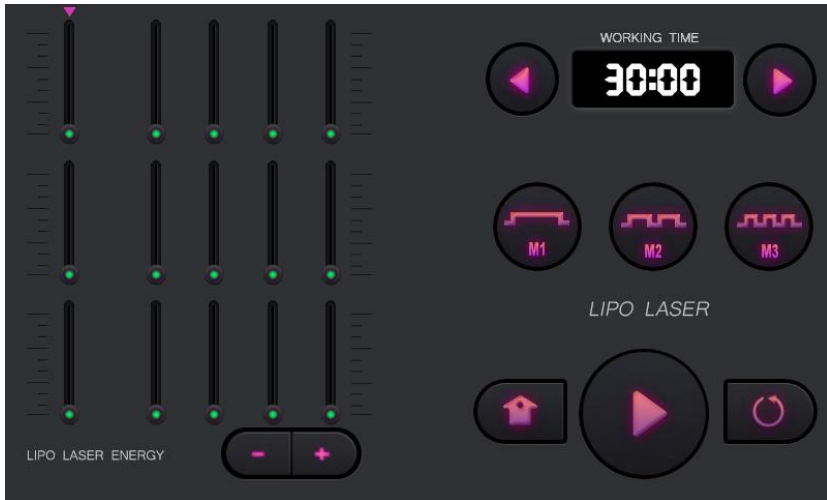 WORKING TIME
30:00
M1
M2
M3
LIPO LASER
LIPO LASER ENERGY
- +